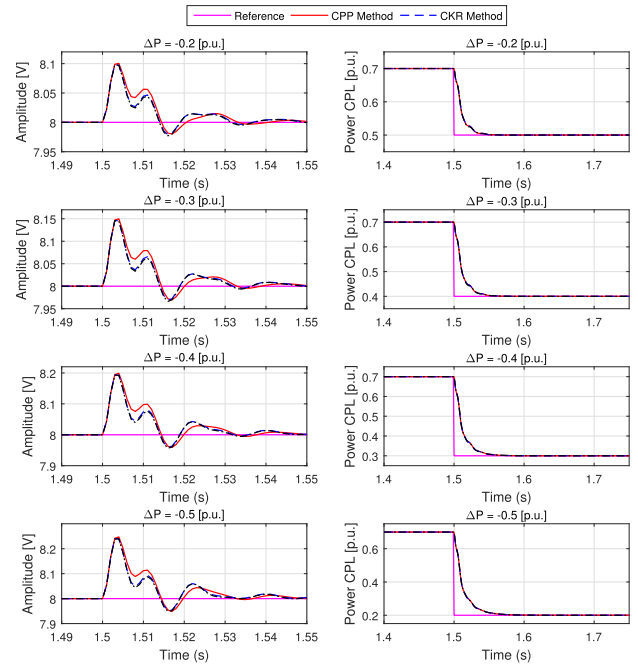 Reference CPP Method CKR Method
ΔP = -0.2 [p.u.]
Amplitude [V]
8.1
8.05
8
7.95
1.49 1.5 1.51 1.52 1.53 1.54 1.55
Time (s)
ΔP = -0.2 [p.u.]
Power CPL [p.u.]
0.7
0.6
0.5
0.4
1.4 1.5 1.6 1.7
Time (s)
ΔP = -0.3 [p.u.]
Amplitude [V]
8.15
8.1
8.05
8
7.95
1.49 1.5 1.51 1.52 1.53 1.54 1.55
Time (s)
ΔP = -0.3 [p.u.]
Power CPL [p.u.]
0.7
0.6
0.5
0.4
1.4 1.5 1.6 1.7
Time (s)
ΔP = -0.4 [p.u.]
Amplitude [V]
8.2
8.1
8
7.9
1.49 1.5 1.51 1.52 1.53 1.54 1.55
Time (s)
ΔP = -0.4 [p.u.]
Power CPL [p.u.]
0.7
0.6
0.5
0.4
0.3
1.4 1.5 1.6 1.7
Time (s)
ΔP = -0.5 [p.u.]
Amplitude [V]
8.2
8.1
8
7.9
1.49 1.5 1.51 1.52 1.53 1.54 1.55
Time (s)
ΔP = -0.5 [p.u.]
Power CPL [p.u.]
0.6
0.4
0.2
1.4 1.5 1.6 1.7
Time (s)